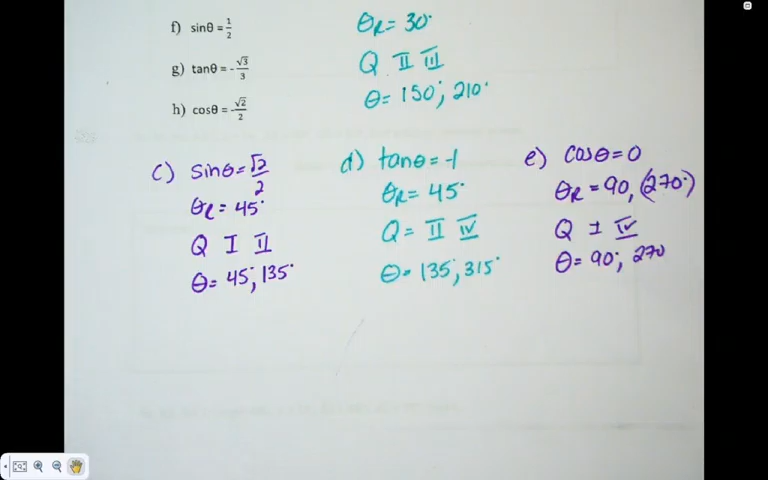 f) sinθ = 1/2
g) tanθ = -√3/3
h) cosθ = -√2/2
θR = 30°
Q II III
θ = 150°, 210°
c) sinθ = √2/2
θR = 45°
Q I II
θ = 45°, 135°
d) tanθ = -1
θR = 45°
Q = II IV
θ = 135°, 315°
e) cosθ = 0
θR = 90, (270°)
Q I IV
θ = 90°, 270